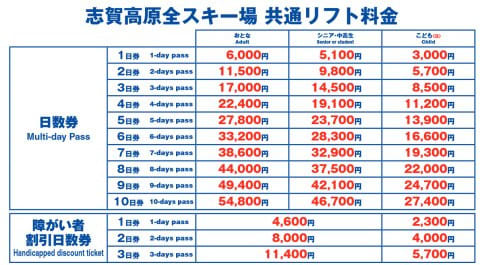 志賀高原全スキー場 共通リフト料金
おとな シニア・中高生 こども(注)
Adult Senior or student Child
日数券
Multi-day Pass
1日券 1-day pass 6,000円 5,100円 3,000円
2日券 2-days pass 11,500円 9,800円 5,700円
3日券 3-days pass 17,000円 14,500円 8,500円
4日券 4-days pass 22,400円 19,100円 11,200円
5日券 5-days pass 27,800円 23,700円 13,900円
6日券 6-days pass 33,200円 28,300円 16,600円
7日券 7-days pass 38,600円 32,900円 19,300円
8日券 8-days pass 44,000円 37,500円 22,000円
9日券 9-days pass 49,400円 42,100円 24,700円
10日券 10-days pass 54,800円 46,700円 27,400円
障がい者
割引日数券
Handicapped discount ticket
1日券 1-day pass 4,600円 2,300円
2日券 2-days pass 8,000円 4,000円
3日券 3-days pass 11,400円 5,700円